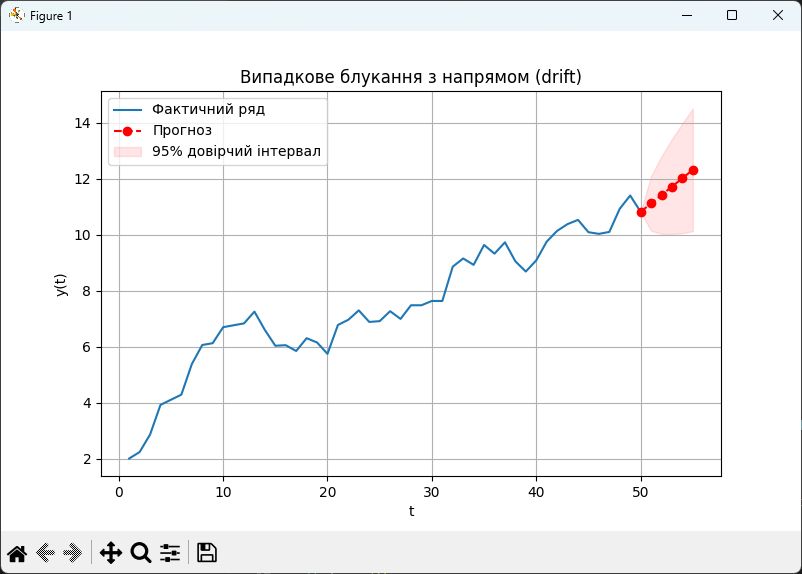 Figure 1
Випадкове блукання з напрямом (drift)
Фактичний ряд
Прогноз
95% довірчий інтервал
y(t)
14
12
10
8
6
4
2
0 10 20 30 40 50
t